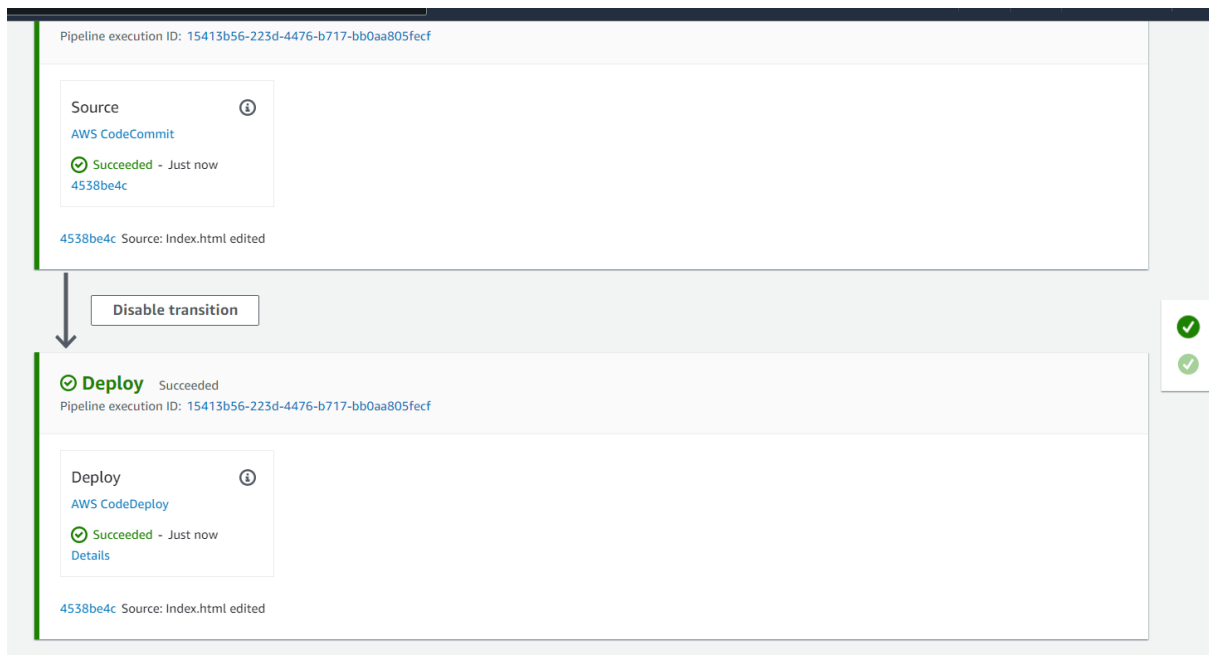 Pipeline execution ID: 15413b56-223d-4476-b717-bb0aa805fecf
Source
AWS CodeCommit
Succeeded - Just now
4538be4c
4538be4c Source: Index.html edited
Disable transition
Deploy Succeeded
Pipeline execution ID: 15413b56-223d-4476-b717-bb0aa805fecf
Deploy
AWS CodeDeploy
Succeeded - Just now
Details
4538be4c Source: Index.html edited